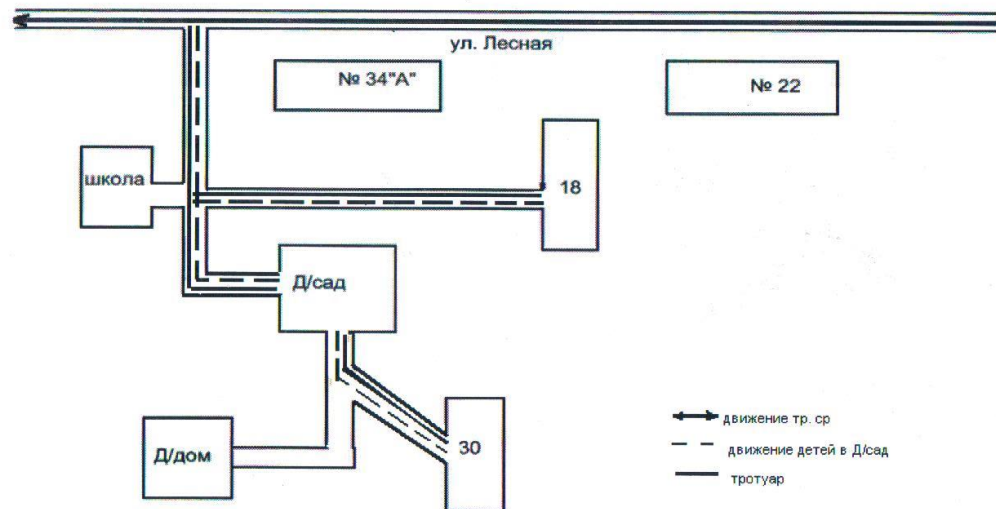 ул. Лесная
№ 34"А"
№ 22
школа
18
Д/сад
30
Д/дом
движение тр. ср
движение детей в Д/сад
тротуар